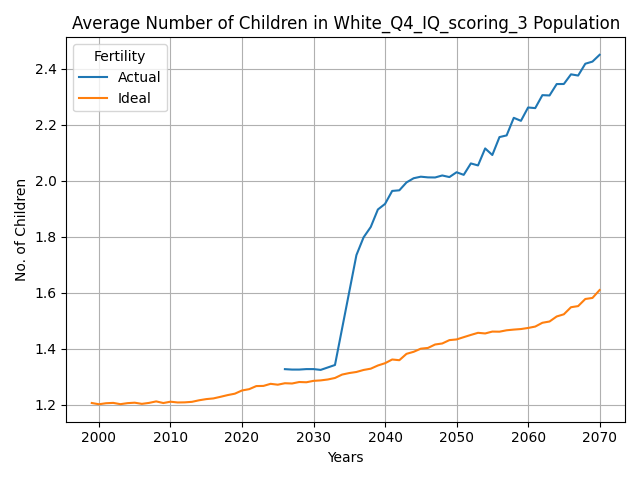 Average Number of Children in White_Q4_IQ_scoring_3 Population
Fertility
Actual
Ideal
No. of Children
2.4
2.2
2.0
1.8
1.6
1.4
1.2
2000 2010 2020 2030 2040 2050 2060 2070
Years